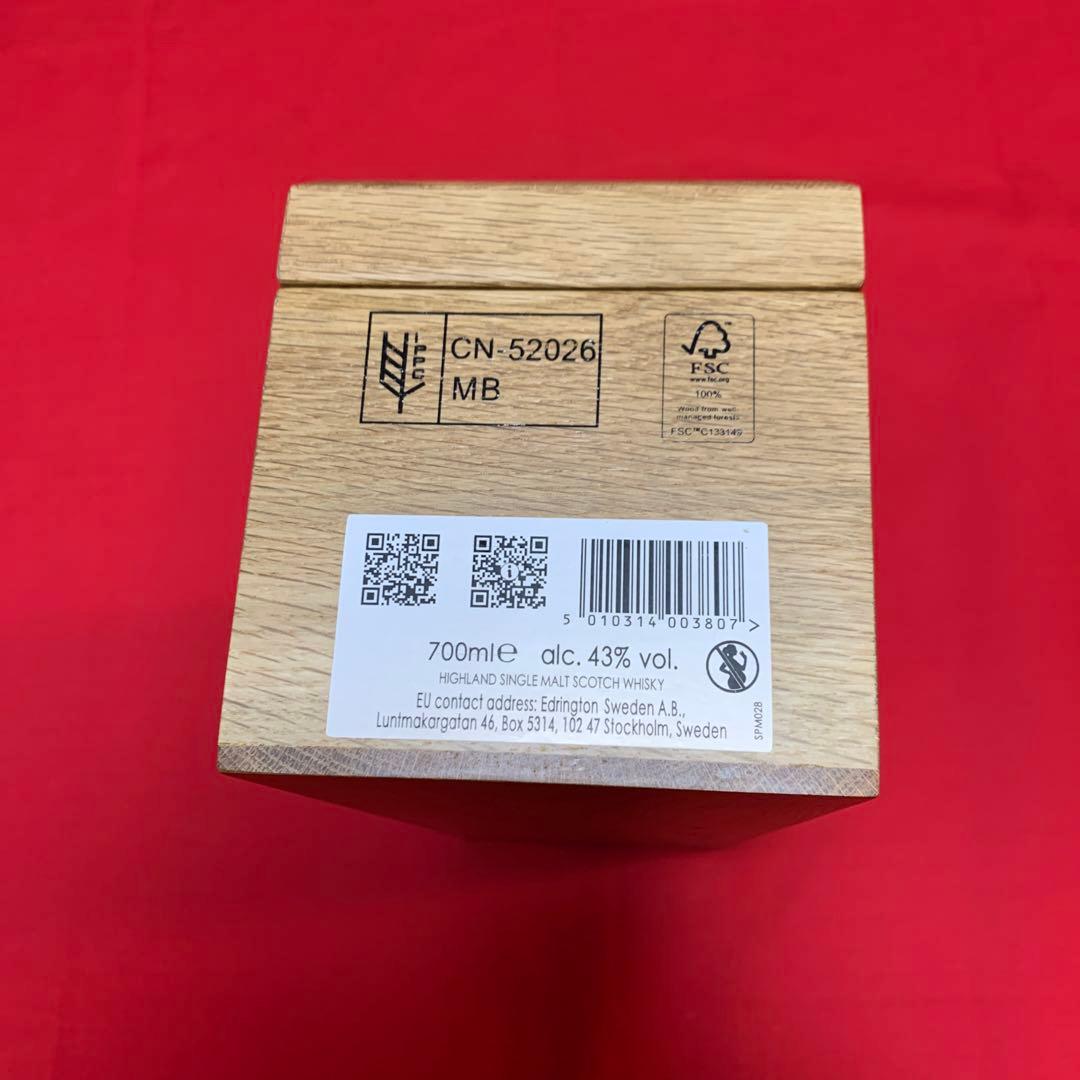 IPPC
CN-52026
MB
FSC
www.fsc.org
100%
Wood from well-
managed forests
FSC™C133149
5 010314 003807 >
700ml℮ alc. 43% vol.
HIGHLAND SINGLE MALT SCOTCH WHISKY
EU contact address: Edrington Sweden A.B.,
Luntmakargatan 46, Box 5314, 102 47 Stockholm, Sweden
SPM028